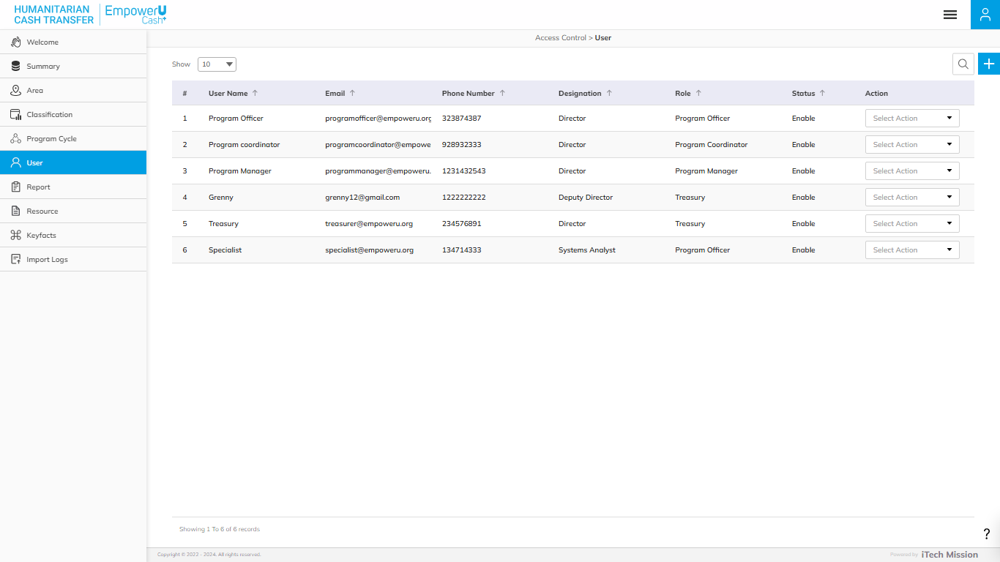 HUMANITARIAN
CASH TRANSFER
EmpowerU
Cash+
Welcome
Summary
Area
Classification
Program Cycle
User
Report
Resource
Keyfacts
Import Logs
Access Control > User
Show 10
# User Name Email Phone Number Designation Role Status Action
1 Program Officer programofficer@empoweru.org 323874387 Director Program Officer Enable Select Action
2 Program coordinator programcoordinator@empowe 928932333 Director Program Coordinator Enable Select Action
3 Program Manager programmanager@empoweru. 1231432543 Director Program Manager Enable Select Action
4 Grenny grenny12@gmail.com 1222222222 Deputy Director Treasury Enable Select Action
5 Treasury treasurer@empoweru.org 234576891 Director Treasury Enable Select Action
6 Specialist specialist@empoweru.org 134714333 Systems Analyst Program Officer Enable Select Action
Showing 1 To 6 of 6 records
?
Copyright © 2022 - 2024. All rights reserved.
Powered by iTech Mission